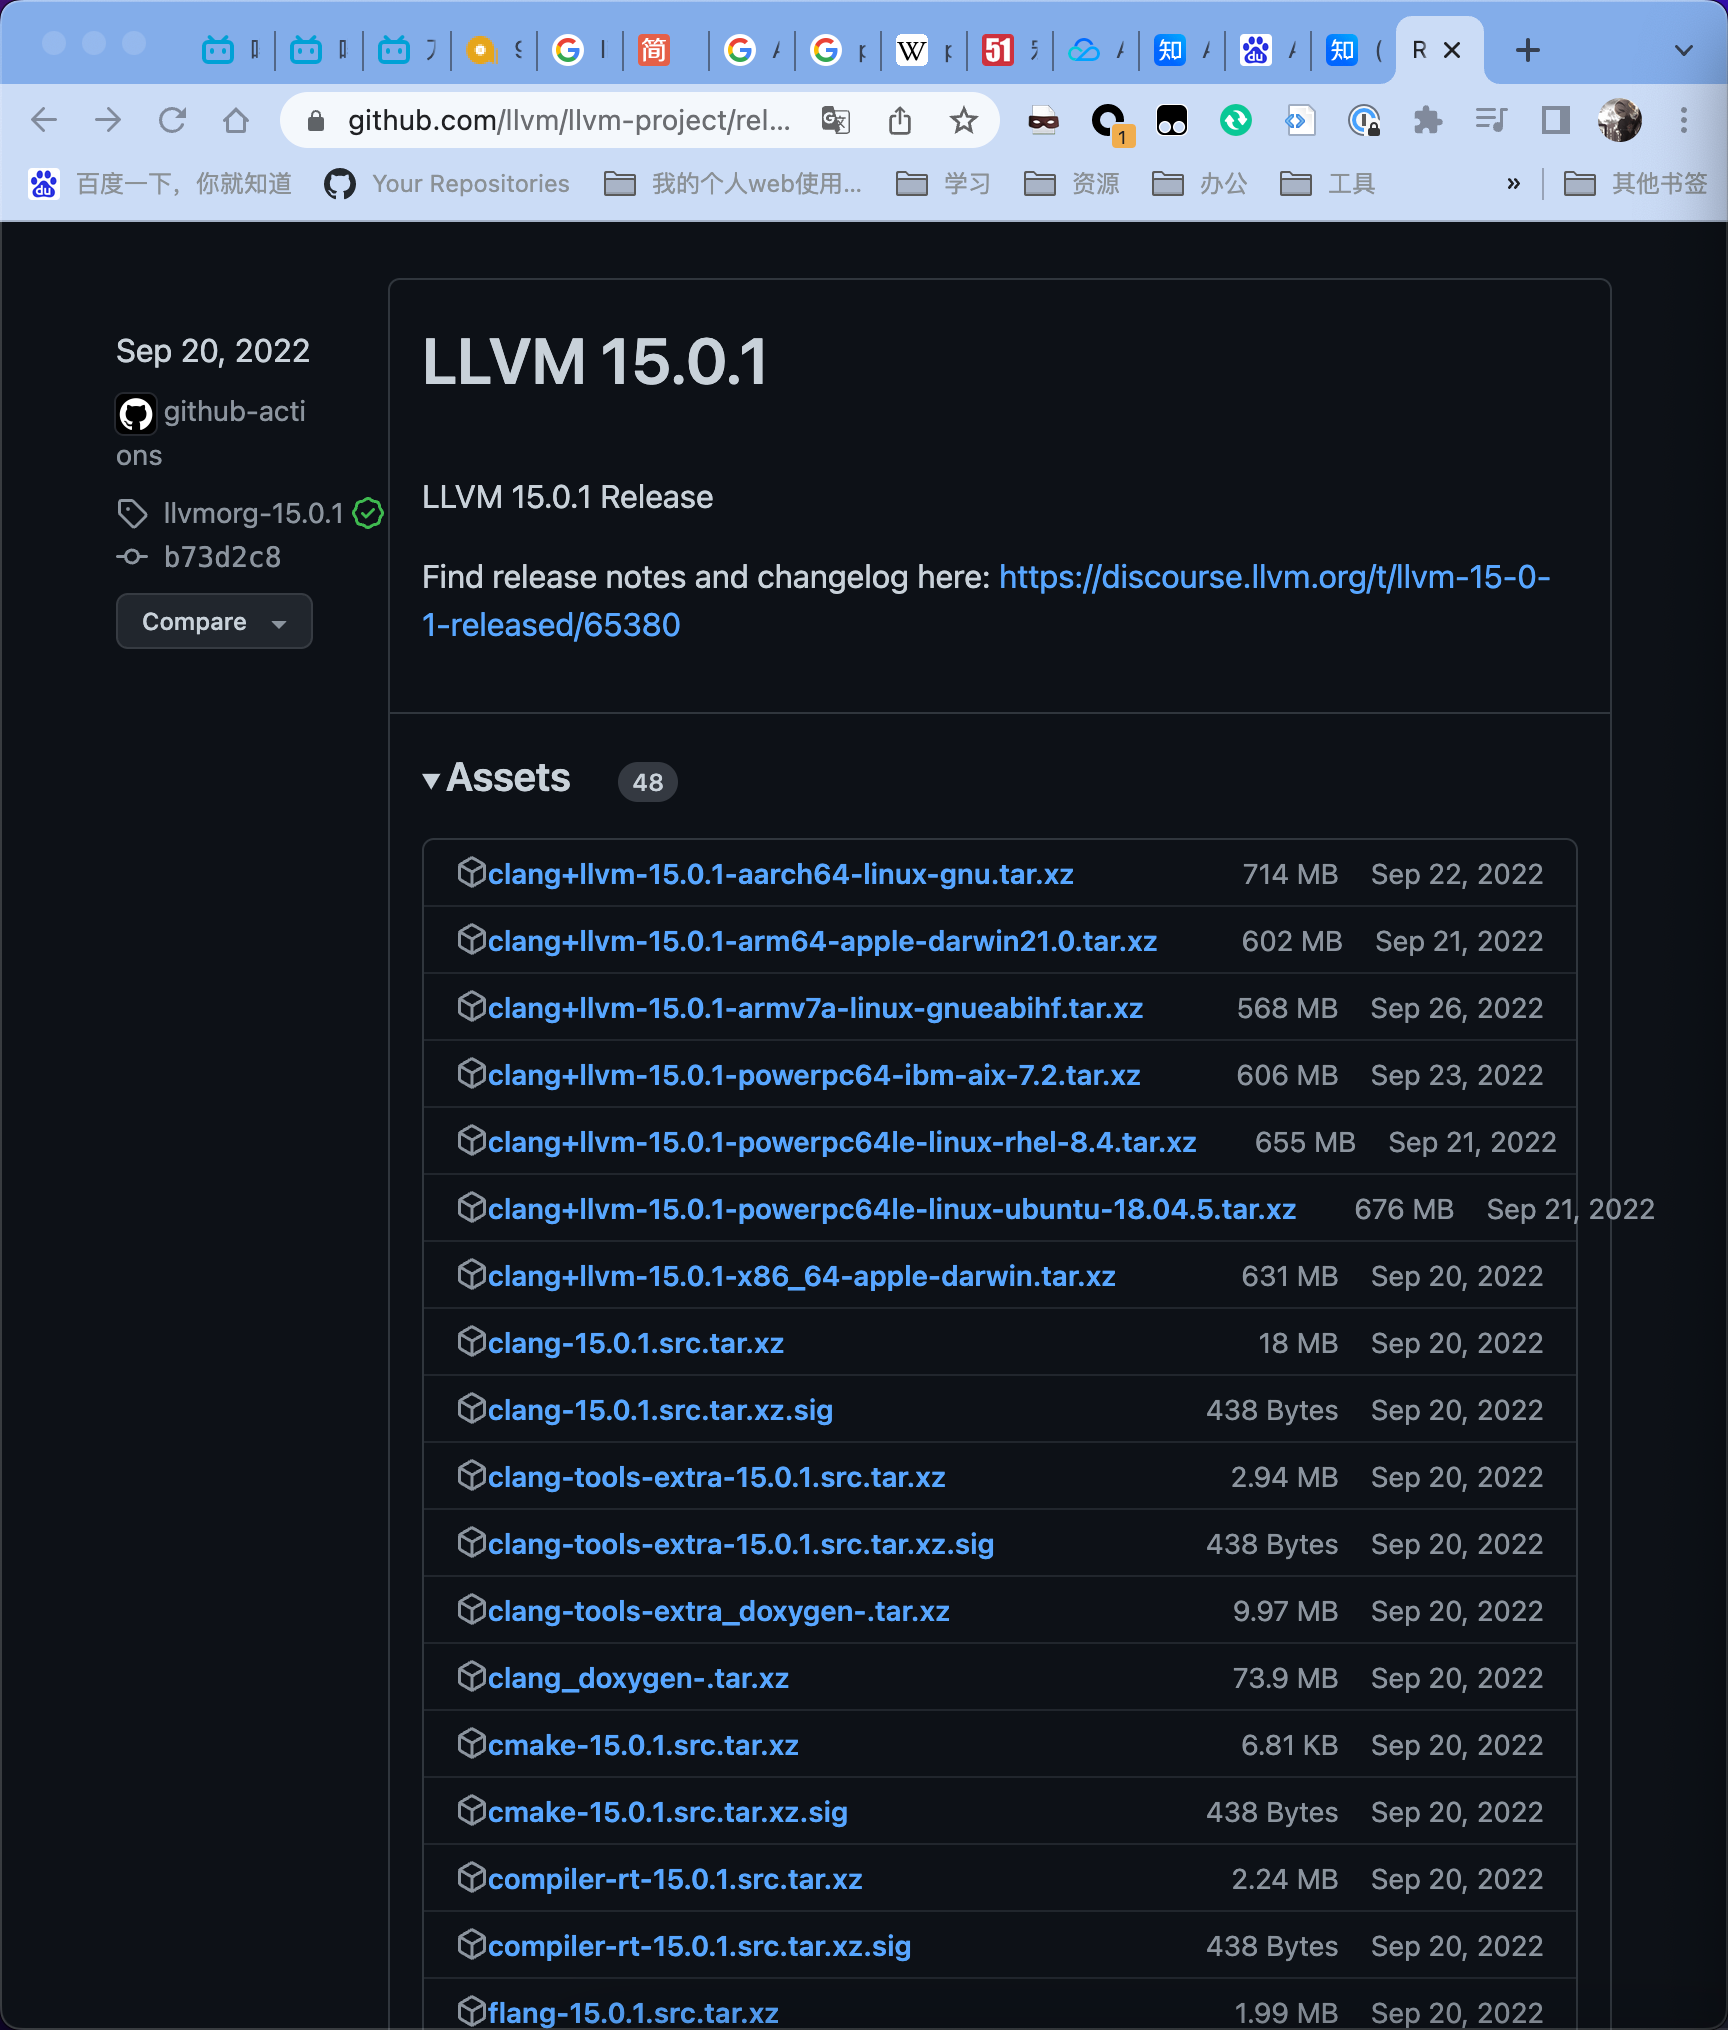 简
W
51
知
du
知
R
github.com/llvm/llvm-project/rel...
1
du 百度一下，你就知道 Your Repositories 我的个人web使用... 学习 资源 办公 工具 » 其他书签
Sep 20, 2022
github-acti
ons
llvmorg-15.0.1
b73d2c8
Compare
LLVM 15.0.1
LLVM 15.0.1 Release
Find release notes and changelog here: https://discourse.llvm.org/t/llvm-15-0-
1-released/65380
Assets 48
clang+llvm-15.0.1-aarch64-linux-gnu.tar.xz 714 MB Sep 22, 2022
clang+llvm-15.0.1-arm64-apple-darwin21.0.tar.xz 602 MB Sep 21, 2022
clang+llvm-15.0.1-armv7a-linux-gnueabihf.tar.xz 568 MB Sep 26, 2022
clang+llvm-15.0.1-powerpc64-ibm-aix-7.2.tar.xz 606 MB Sep 23, 2022
clang+llvm-15.0.1-powerpc64le-linux-rhel-8.4.tar.xz 655 MB Sep 21, 2022
clang+llvm-15.0.1-powerpc64le-linux-ubuntu-18.04.5.tar.xz 676 MB Sep 21, 2022
clang+llvm-15.0.1-x86_64-apple-darwin.tar.xz 631 MB Sep 20, 2022
clang-15.0.1.src.tar.xz 18 MB Sep 20, 2022
clang-15.0.1.src.tar.xz.sig 438 Bytes Sep 20, 2022
clang-tools-extra-15.0.1.src.tar.xz 2.94 MB Sep 20, 2022
clang-tools-extra-15.0.1.src.tar.xz.sig 438 Bytes Sep 20, 2022
clang-tools-extra_doxygen-.tar.xz 9.97 MB Sep 20, 2022
clang_doxygen-.tar.xz 73.9 MB Sep 20, 2022
cmake-15.0.1.src.tar.xz 6.81 KB Sep 20, 2022
cmake-15.0.1.src.tar.xz.sig 438 Bytes Sep 20, 2022
compiler-rt-15.0.1.src.tar.xz 2.24 MB Sep 20, 2022
compiler-rt-15.0.1.src.tar.xz.sig 438 Bytes Sep 20, 2022
flang-15.0.1.src.tar.xz 1.99 MB Sep 20, 2022